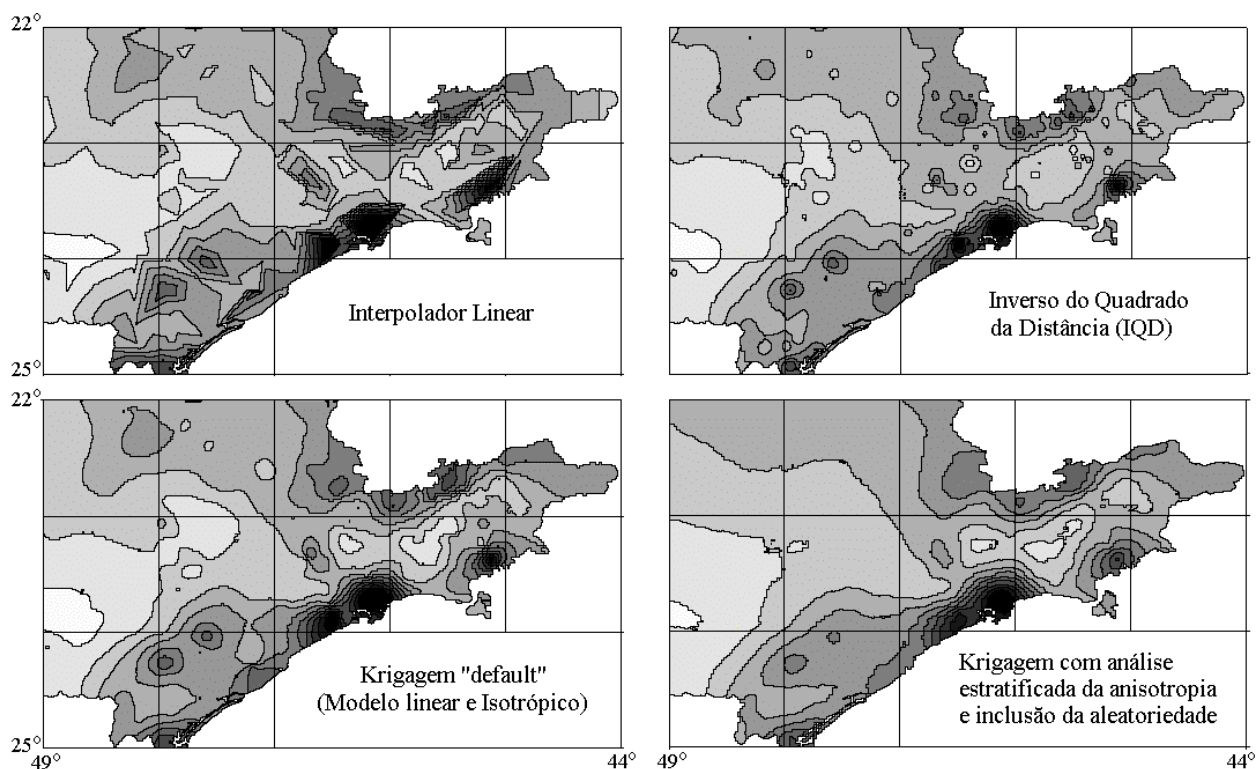 22°
Interpolador Linear
Inverso do Quadrado
da Distância (IQD)
25°
22°
Krigagem "default"
(Modelo linear e Isotrópico)
Krigagem com análise
estratificada da anisotropia
e inclusão da aleatoriedade
25°
49°
44°
49°
44°